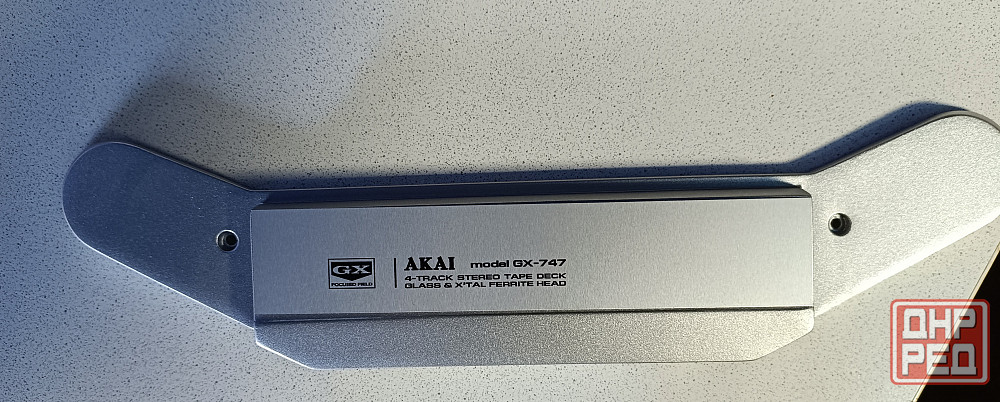 GX
FOCUSED FIELD
AKAI model GX-747
4-TRACK STEREO TAPE DECK
GLASS & X'TAL FERRITE HEAD
ДНР
РЕД